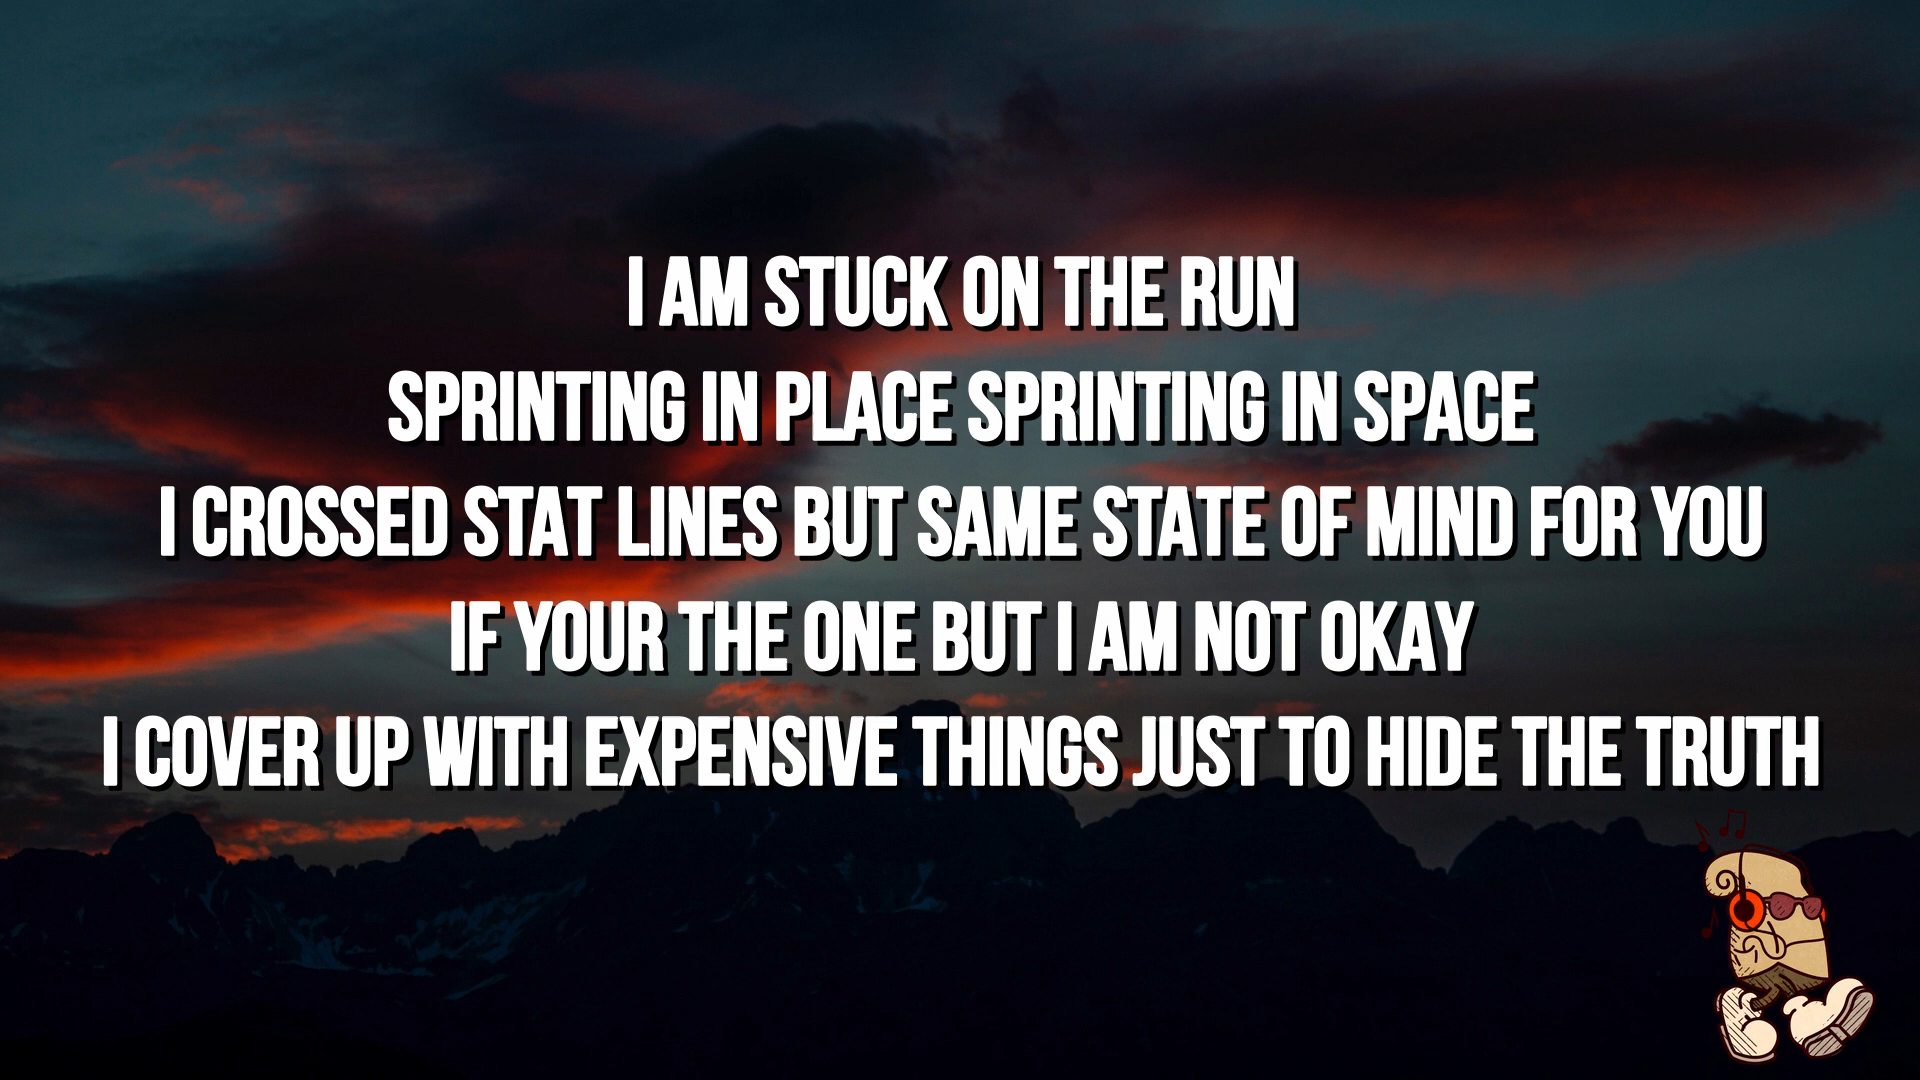 I AM STUCK ON THE RUN
SPRINTING IN PLACE SPRINTING IN SPACE
I CROSSED STAT LINES BUT SAME STATE OF MIND FOR YOU
IF YOUR THE ONE BUT I AM NOT OKAY
I COVER UP WITH EXPENSIVE THINGS JUST TO HIDE THE TRUTH